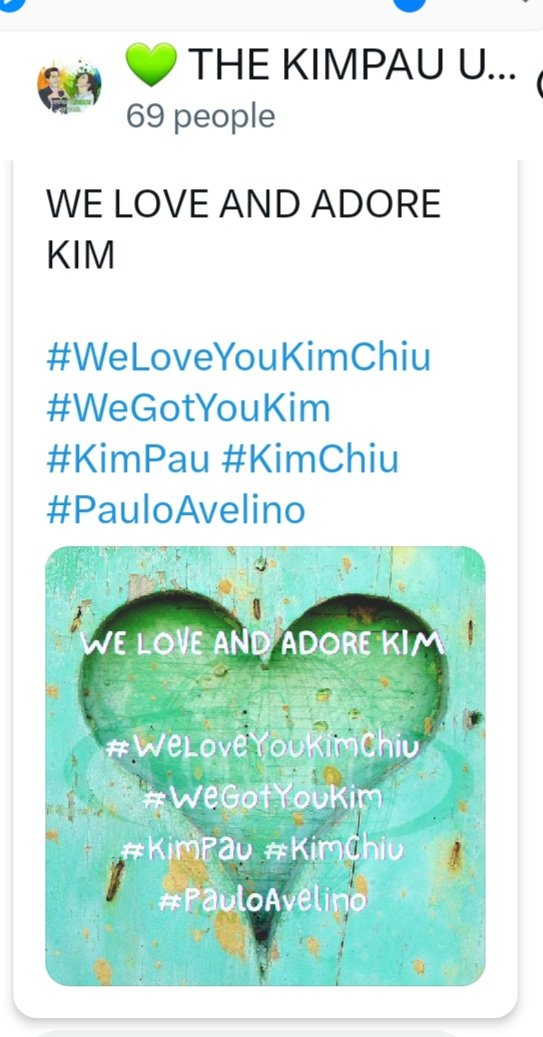 💚 THE KIMPAU U...
69 people
WE LOVE AND ADORE
KIM
#WeLoveYouKimChiu
#WeGotYouKim
#KimPau #KimChiu
#PauloAvelino
WE LOVE AND ADORE KIM
#WeLoveYouKimChiu
#WeGotYouKim
#KimPau #KimChiu
#PauloAvelino